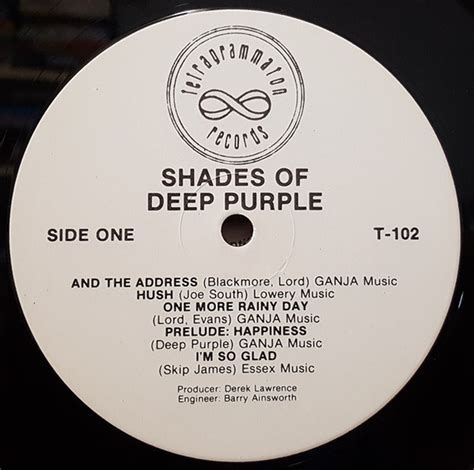 tetragrammaton
records
SHADES OF
DEEP PURPLE
SIDE ONE
T-102
AND THE ADDRESS (Blackmore, Lord) GANJA Music
HUSH (Joe South) Lowery Music
ONE MORE RAINY DAY
(Lord, Evans) GANJA Music
PRELUDE: HAPPINESS
(Deep Purple) GANJA Music
I'M SO GLAD
(Skip James) Essex Music
Producer: Derek Lawrence
Engineer: Barry Ainsworth